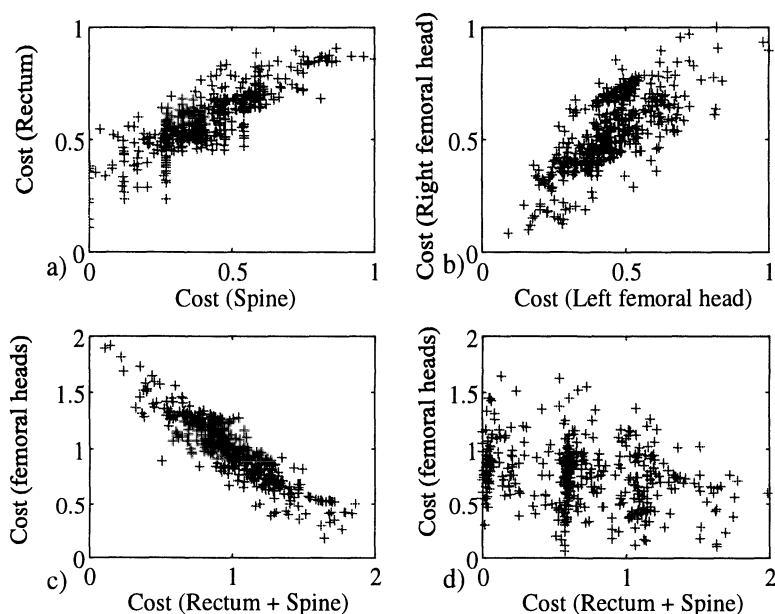 1
0.5
0
0
0.5
1
Cost (Rectum)
Cost (Spine)
a)
1
0.5
0
0
0.5
1
Cost (Right femoral head)
Cost (Left femoral head)
b)
2
1.5
1
0.5
0
0
1
2
Cost (femoral heads)
Cost (Rectum + Spine)
c)
2
1.5
1
0.5
0
0
1
2
Cost (femoral heads)
Cost (Rectum + Spine)
d)